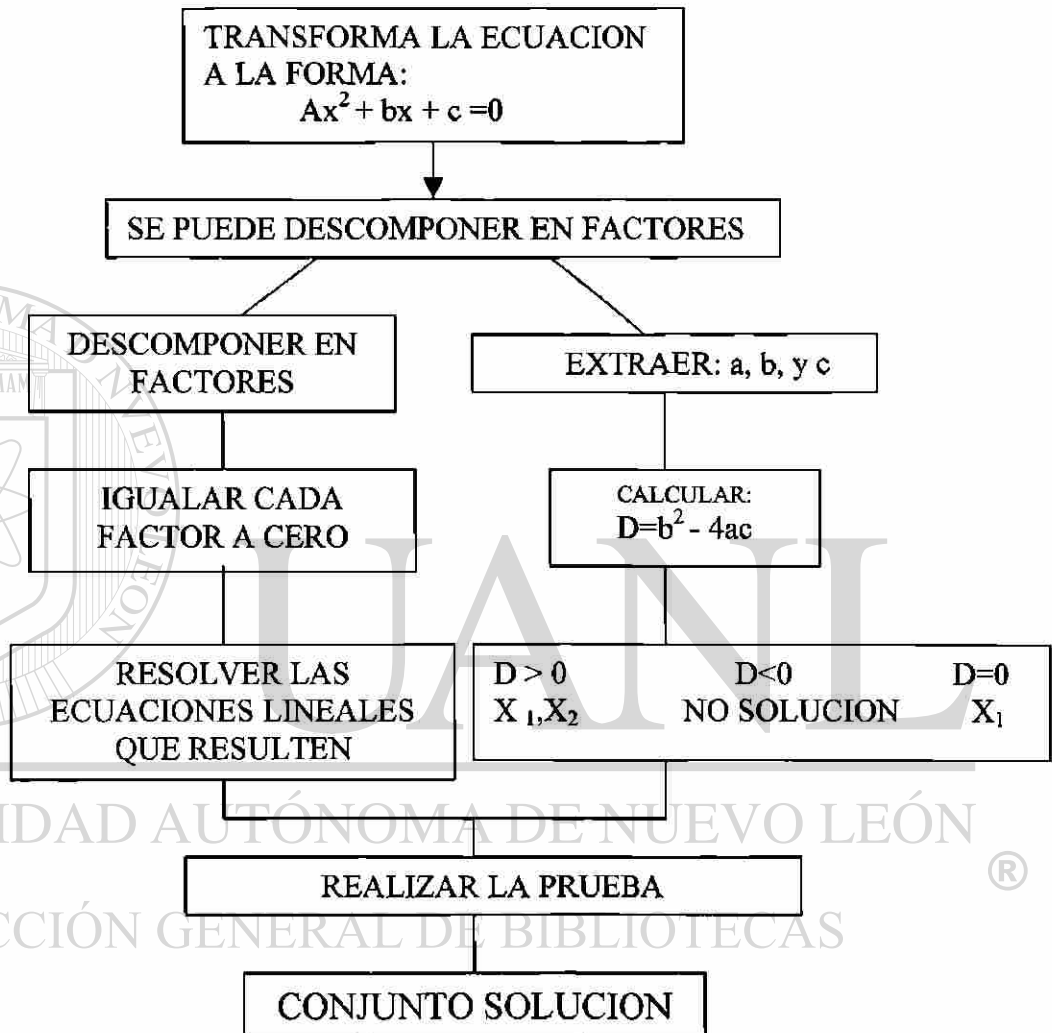 TRANSFORMA LA ECUACION
A LA FORMA:
Ax² + bx + c =0
SE PUEDE DESCOMPONER EN FACTORES
DESCOMPONER EN
FACTORES
EXTRAER: a, b, y c
IGUALAR CADA
FACTOR A CERO
CALCULAR:
D=b² - 4ac
RESOLVER LAS
ECUACIONES LINEALES
QUE RESULTEN
D > 0 D<0 D=0
X₁,X₂ NO SOLUCION X₁
UANL
IDAD AUTÓNOMA DE NUEVO LEÓN
®
REALIZAR LA PRUEBA
CCIÓN GENERAL DE BIBLIOTECAS
CONJUNTO SOLUCION